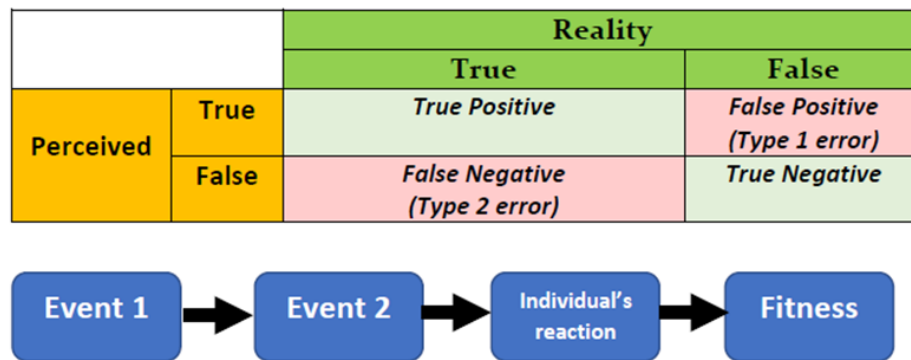 Reality
True False
Perceived True True Positive False Positive
(Type 1 error)
False False Negative
(Type 2 error) True Negative
Event 1 Event 2 Individual's
reaction Fitness